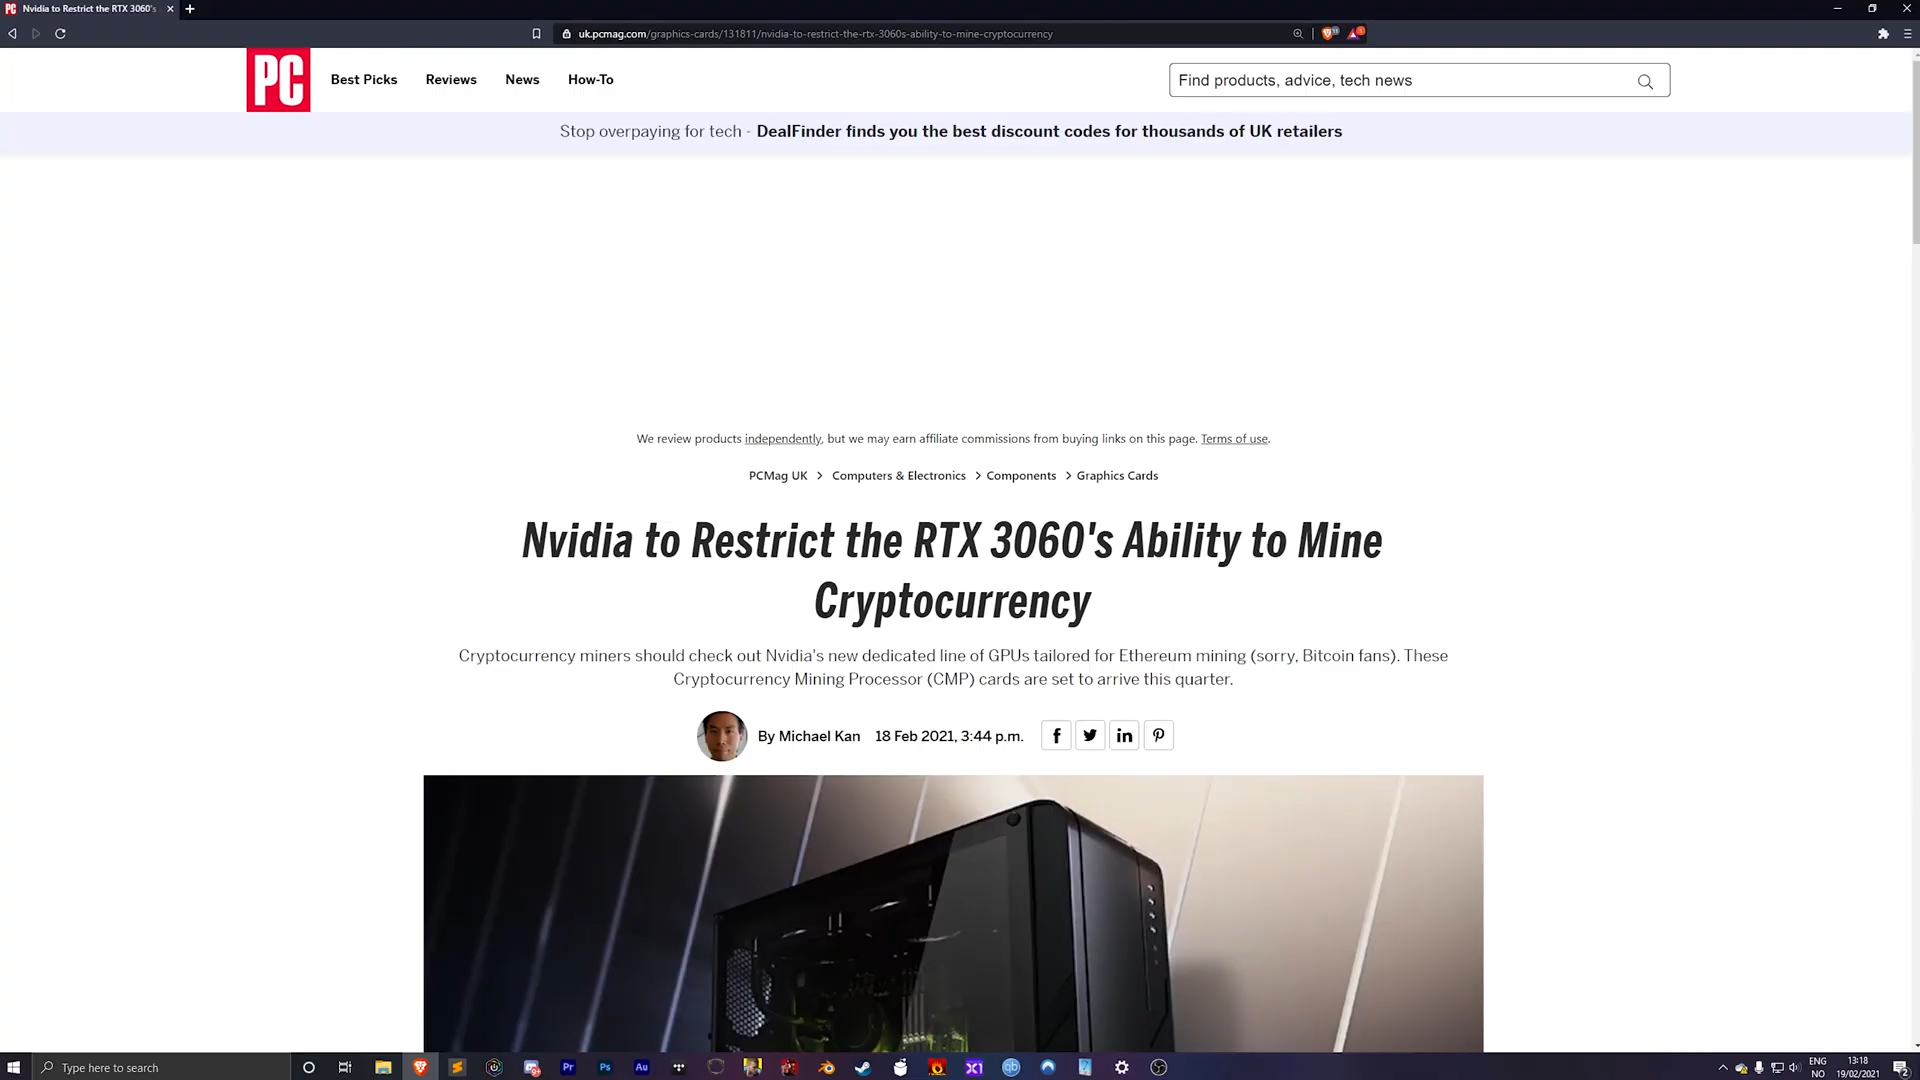 Nvidia to Restrict the RTX 3060's
uk.pcmag.com/graphics-cards/131811/nvidia-to-restrict-the-rtx-3060s-ability-to-mine-cryptocurrency
PC
Best Picks
Reviews
News
How-To
Find products, advice, tech news
Stop overpaying for tech - DealFinder finds you the best discount codes for thousands of UK retailers
We review products independently, but we may earn affiliate commissions from buying links on this page. Terms of use.
PCMag UK > Computers & Electronics > Components > Graphics Cards
Nvidia to Restrict the RTX 3060's Ability to Mine
Cryptocurrency
Cryptocurrency miners should check out Nvidia's new dedicated line of GPUs tailored for Ethereum mining (sorry, Bitcoin fans). These
Cryptocurrency Mining Processor (CMP) cards are set to arrive this quarter.
By Michael Kan
18 Feb 2021, 3:44 p.m.
Type here to search
Pr
Ps
Au
X1
qb
ENG
NO
13:18
19/02/2021
2